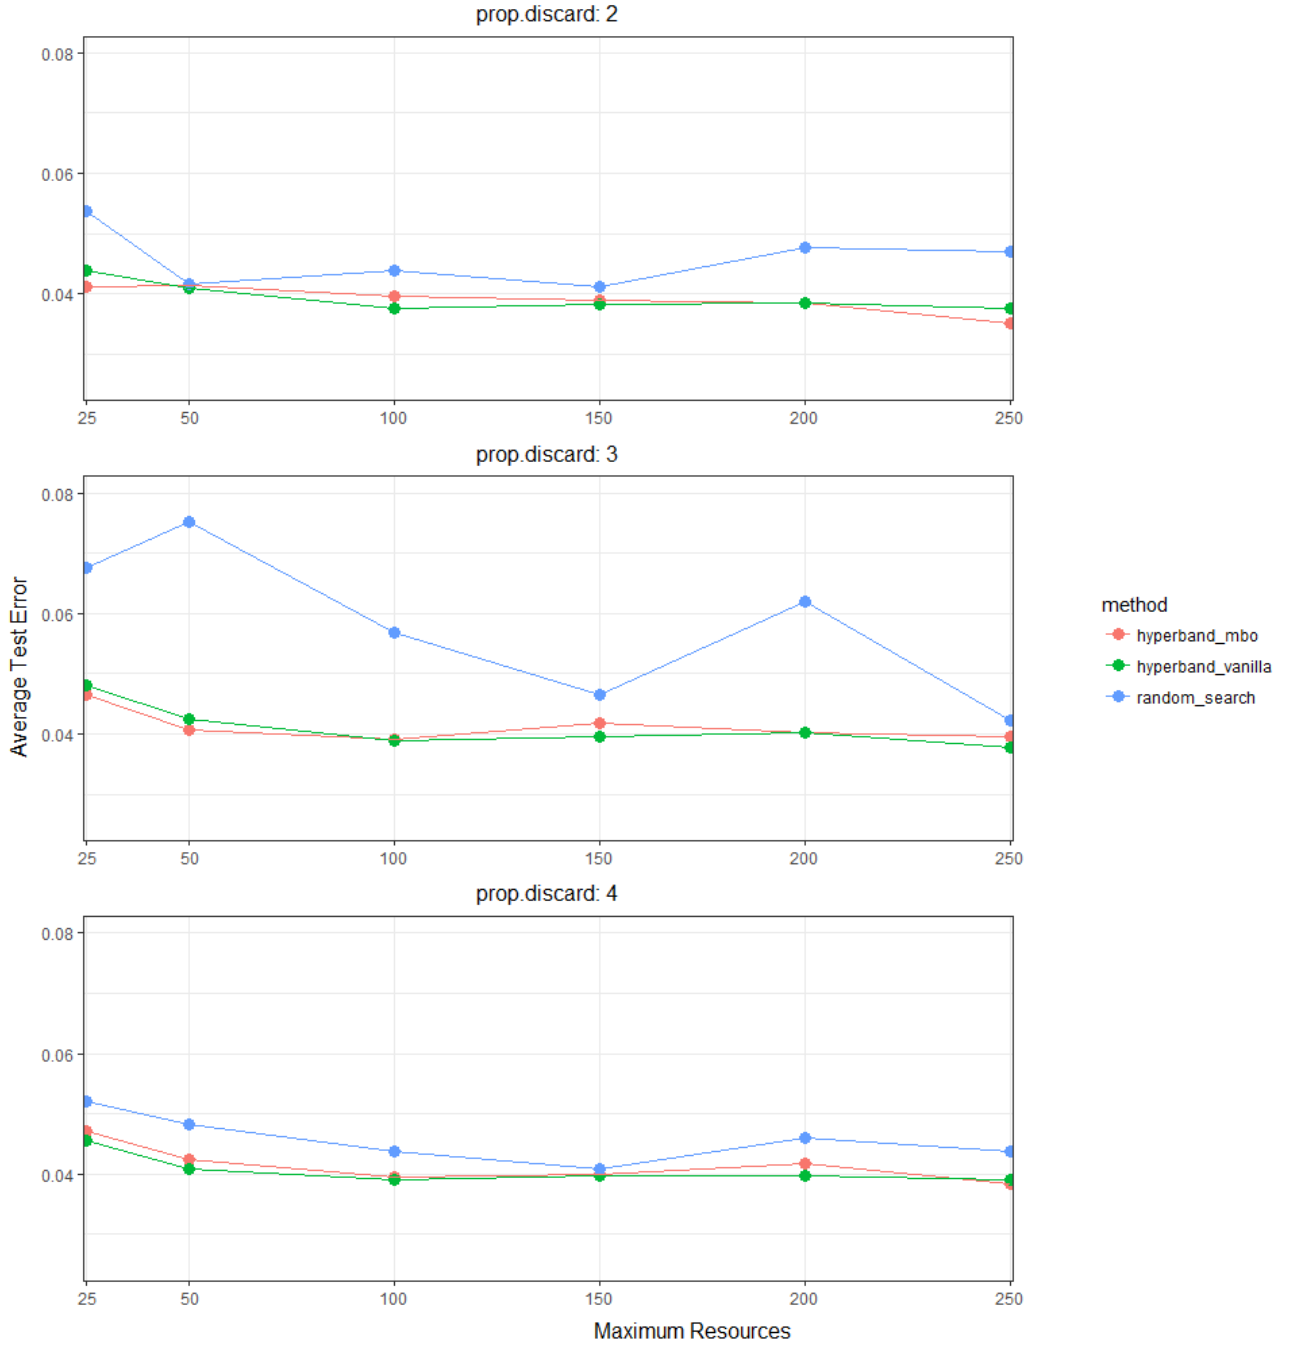 prop.discard: 2
0.08
0.06
0.04
25 50 100 150 200 250
prop.discard: 3
0.08
0.06
0.04
25 50 100 150 200 250
prop.discard: 4
0.08
0.06
0.04
25 50 100 150 200 250
Maximum Resources
Average Test Error
method
hyperband_mbo
hyperband_vanilla
random_search